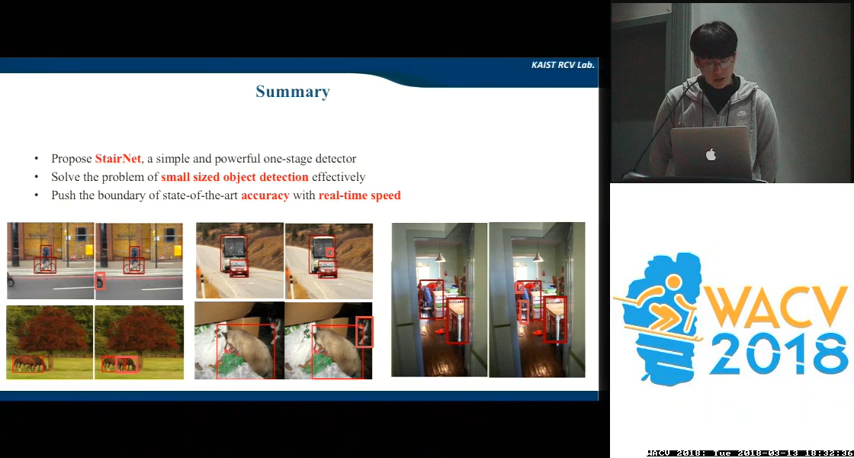 KAIST RCV Lab.
Summary
• Propose StairNet, a simple and powerful one-stage detector
• Solve the problem of small sized object detection effectively
• Push the boundary of state-of-the-art accuracy with real-time speed
WACV
2018
WACV 2018: Tue 2018-03-13 18:32:36